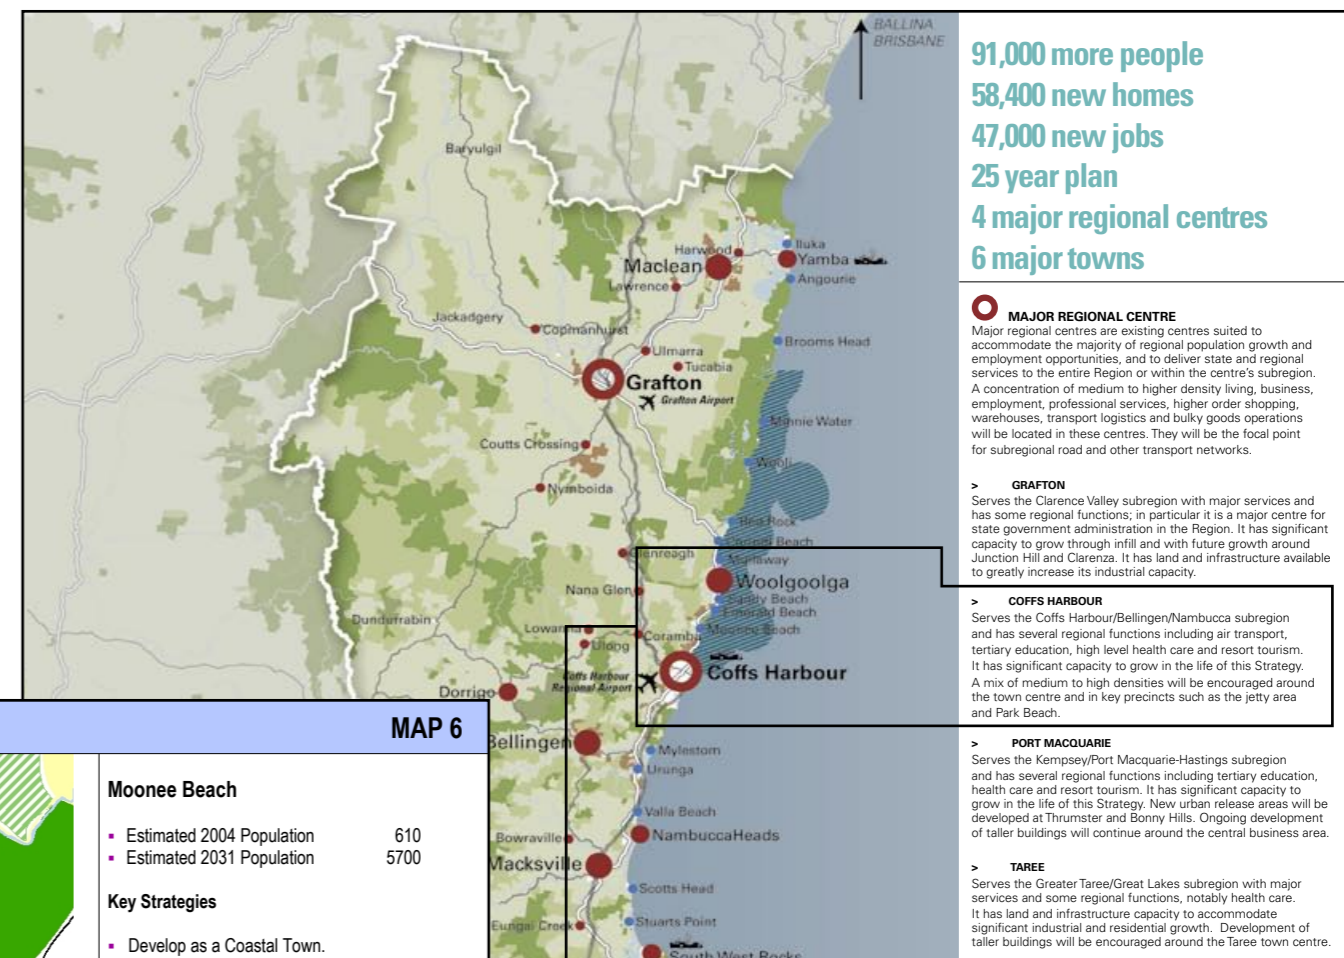 BALLINA
BRISBANE
Baryulgil
Harwood
Iluka
Maclean
Yamba
Lawrence
Angourie
Jackadgery
Copmanhurst
Brooms Head
Ulmarra
Tucabia
Grafton
Grafton Airport
Minnie Water
Coutts Crossing
Wooli
Nymboida
Red Rock
Corindi Beach
Glenreagh
Mullaway
Woolgoolga
Nana Glen
Sandy Beach
Emerald Beach
Dundurrabin
Lowanna
Coramba
Moonee Beach
Ulong
Coffs Harbour
Coffs Harbour
Regional Airport
Dorrigo
Bellingen
Mylestom
Urunga
Valla Beach
Bowraville
NambuccaHeads
Macksville
Scotts Head
Eungai Creek
Stuarts Point
South West Rocks
91,000 more people
58,400 new homes
47,000 new jobs
25 year plan
4 major regional centres
6 major towns
MAJOR REGIONAL CENTRE
Major regional centres are existing centres suited to
accommodate the majority of regional population growth and
employment opportunities, and to deliver state and regional
services to the entire Region or within the centre's subregion.
A concentration of medium to higher density living, business,
employment, professional services, higher order shopping,
warehouses, transport logistics and bulky goods operations
will be located in these centres. They will be the focal point
for subregional road and other transport networks.
> GRAFTON
Serves the Clarence Valley subregion with major services and
has some regional functions; in particular it is a major centre for
state government administration in the Region. It has significant
capacity to grow through infill and with future growth around
Junction Hill and Clarenza. It has land and infrastructure available
to greatly increase its industrial capacity.
> COFFS HARBOUR
Serves the Coffs Harbour/Bellingen/Nambucca subregion
and has several regional functions including air transport,
tertiary education, high level health care and resort tourism.
It has significant capacity to grow in the life of this Strategy.
A mix of medium to high densities will be encouraged around
the town centre and in key precincts such as the jetty area
and Park Beach.
> PORT MACQUARIE
Serves the Kempsey/Port Macquarie-Hastings subregion
and has several regional functions including tertiary education,
health care and resort tourism. It has significant capacity to
grow in the life of this Strategy. New urban release areas will be
developed at Thrumster and Bonny Hills. Ongoing development
of taller buildings will continue around the central business area.
> TAREE
Serves the Greater Taree/Great Lakes subregion with major
services and some regional functions, notably health care.
It has land and infrastructure capacity to accommodate
significant industrial and residential growth. Development of
taller buildings will be encouraged around the Taree town centre.
MAP 6
Moonee Beach
▪ Estimated 2004 Population 610
▪ Estimated 2031 Population 5700
Key Strategies
▪ Develop as a Coastal Town.